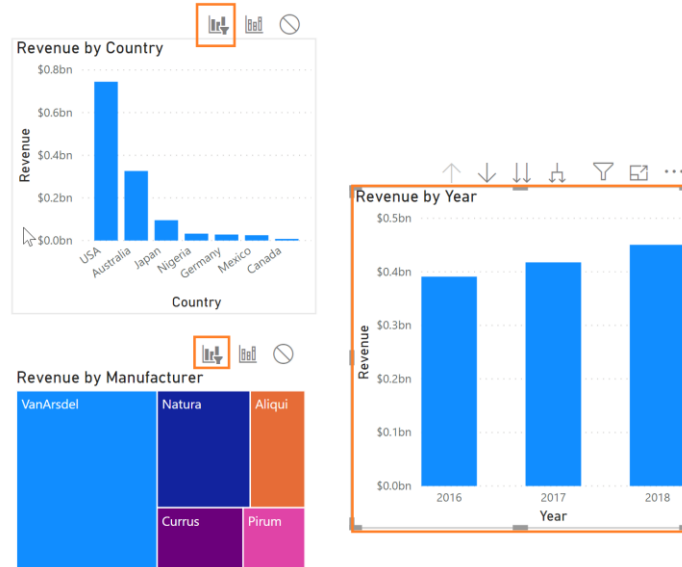 Revenue by Country
$0.8bn
$0.6bn
$0.4bn
$0.2bn
$0.0bn
Revenue
USA
Australia
Japan
Nigeria
Germany
Mexico
Canada
Country
Revenue by Manufacturer
VanArsdel
Natura
Aliqui
Currus
Pirum
Revenue by Year
$0.5bn
$0.4bn
$0.3bn
$0.2bn
$0.1bn
$0.0bn
Revenue
2016
2017
2018
Year